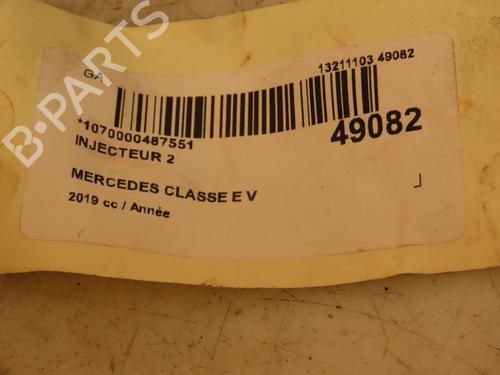 B-PARTS
GA
13211103 49082
*1070000487551
49082
INJECTEUR 2
MERCEDES CLASSE E V
2019 cc / Année